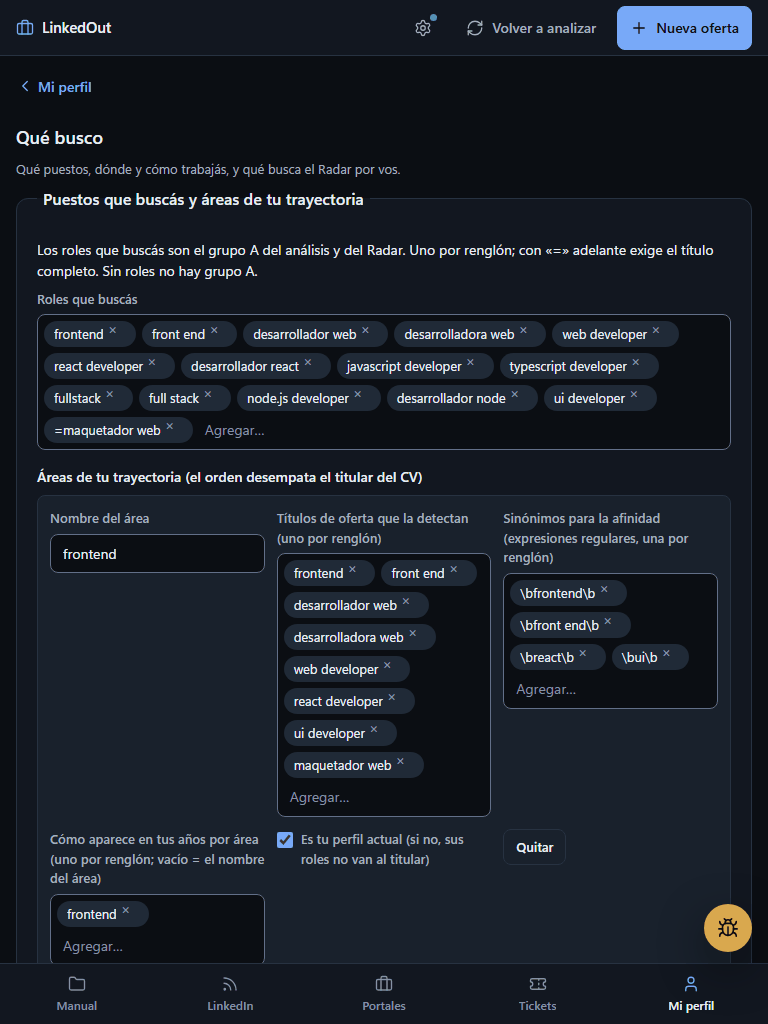 LinkedOut
Volver a analizar
Nueva oferta
Mi perfil
Qué busco
Qué puestos, dónde y cómo trabajás, y qué busca el Radar por vos.
Puestos que buscás y áreas de tu trayectoria
Los roles que buscás son el grupo A del análisis y del Radar. Uno por renglón; con «=» adelante exige el título
completo. Sin roles no hay grupo A.
Roles que buscás
frontend × front end × desarrollador web × desarrolladora web × web developer ×
react developer × desarrollador react × javascript developer × typescript developer ×
fullstack × full stack × node.js developer × desarrollador node × ui developer ×
=maquetador web × Agregar...
Áreas de tu trayectoria (el orden desempata el titular del CV)
Nombre del área
frontend
Títulos de oferta que la detectan
(uno por renglón)
frontend × front end ×
desarrollador web ×
desarrolladora web ×
web developer ×
react developer ×
ui developer ×
maquetador web ×
Agregar...
Sinónimos para la afinidad
(expresiones regulares, una por
renglón)
\bfrontend\b ×
\bfront end\b ×
\breact\b × \bui\b ×
Agregar...
Cómo aparece en tus años por área
(uno por renglón; vacío = el nombre
del área)
frontend ×
Agregar...
Es tu perfil actual (si no, sus
roles no van al titular)
Quitar
Manual
LinkedIn
Portales
Tickets
Mi perfil